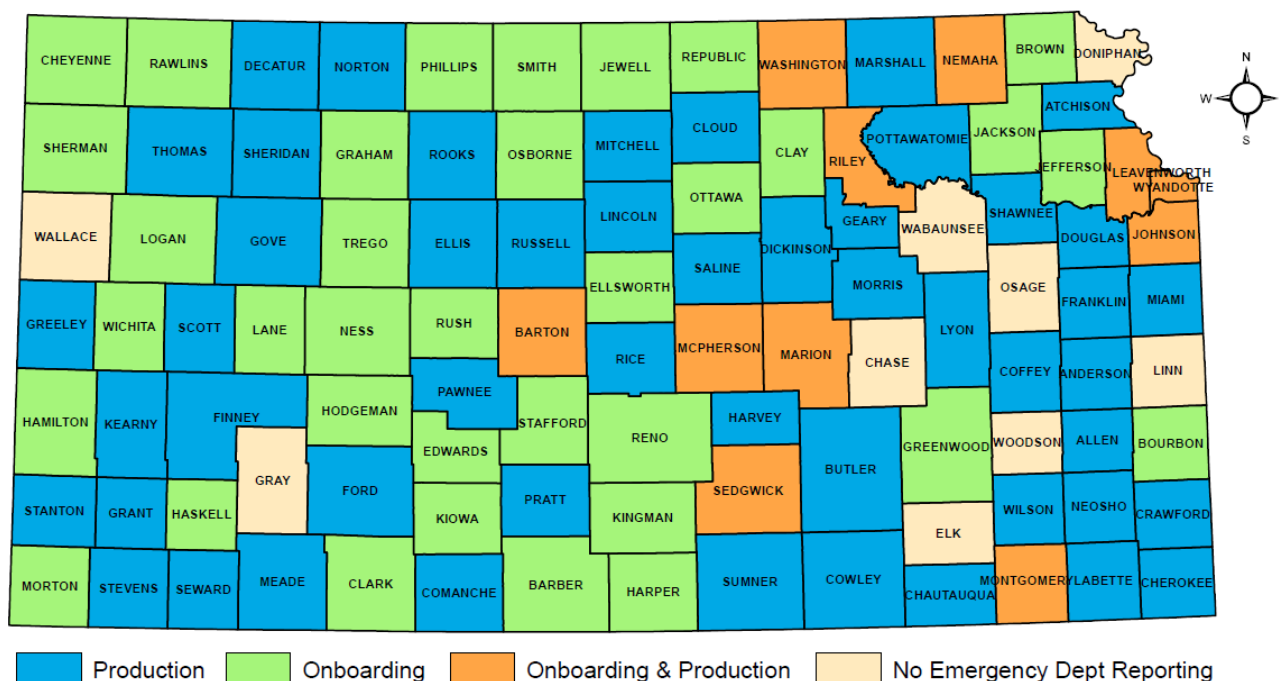 CHEYENNE
RAWLINS
DECATUR
NORTON
PHILLIPS
SMITH
JEWELL
REPUBLIC
WASHINGTON
MARSHALL
NEMAHA
BROWN
DONIPHAN
N
W
S
SHERMAN
THOMAS
SHERIDAN
GRAHAM
ROOKS
OSBORNE
MITCHELL
CLOUD
CLAY
RILEY
POTTAWATOMIE
JACKSON
ATCHISON
JEFFERSON
LEAVENWORTH
WYANDOTTE
WALLACE
LOGAN
GOVE
TREGO
ELLIS
RUSSELL
LINCOLN
OTTAWA
SALINE
DICKINSON
GEARY
WABAUNSEE
SHAWNEE
DOUGLAS
JOHNSON
GREELEY
WICHITA
SCOTT
LANE
NESS
RUSH
BARTON
ELLSWORTH
RICE
MCPHERSON
MARION
MORRIS
CHASE
LYON
OSAGE
FRANKLIN
MIAMI
HAMILTON
KEARNY
FINNEY
HODGEMAN
PAWNEE
STAFFORD
EDWARDS
RENO
HARVEY
BUTLER
GREENWOOD
COFFEY
ANDERSON
LINN
WOODSON
ALLEN
BOURBON
STANTON
GRANT
HASKELL
GRAY
FORD
KIOWA
PRATT
KINGMAN
SEDGWICK
ELK
WILSON
NEOSHO
CRAWFORD
MORTON
STEVENS
SEWARD
MEADE
CLARK
COMANCHE
BARBER
HARPER
SUMNER
COWLEY
CHAUTAUQUA
MONTGOMERY
LABETTE
CHEROKEE
Production
Onboarding
Onboarding & Production
No Emergency Dept Reporting